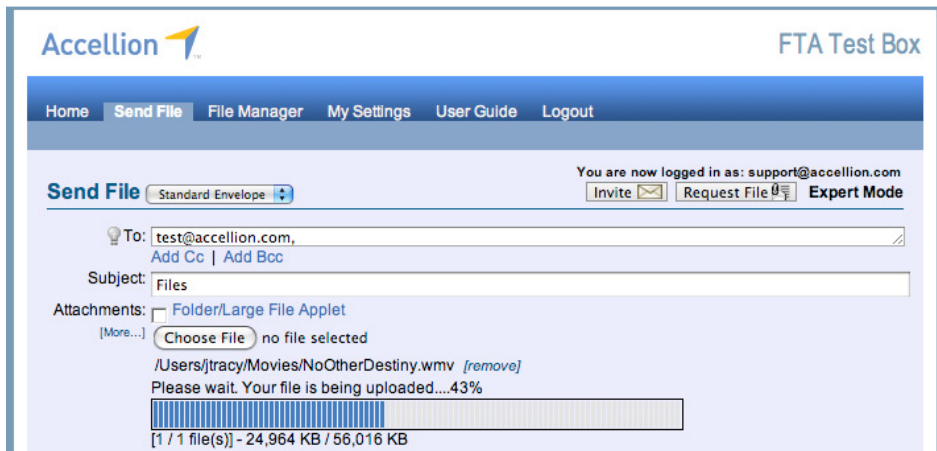 Accellion ™
FTA Test Box
Home Send File File Manager My Settings User Guide Logout
You are now logged in as: support@accellion.com
Send File Standard Envelope Invite Request File Expert Mode
To: test@accellion.com,
Add Cc | Add Bcc
Subject: Files
Attachments: Folder/Large File Applet
[More...] Choose File no file selected
/Users/jtracy/Movies/NoOtherDestiny.wmv [remove]
Please wait. Your file is being uploaded....43%
[1 / 1 file(s)] - 24,964 KB / 56,016 KB